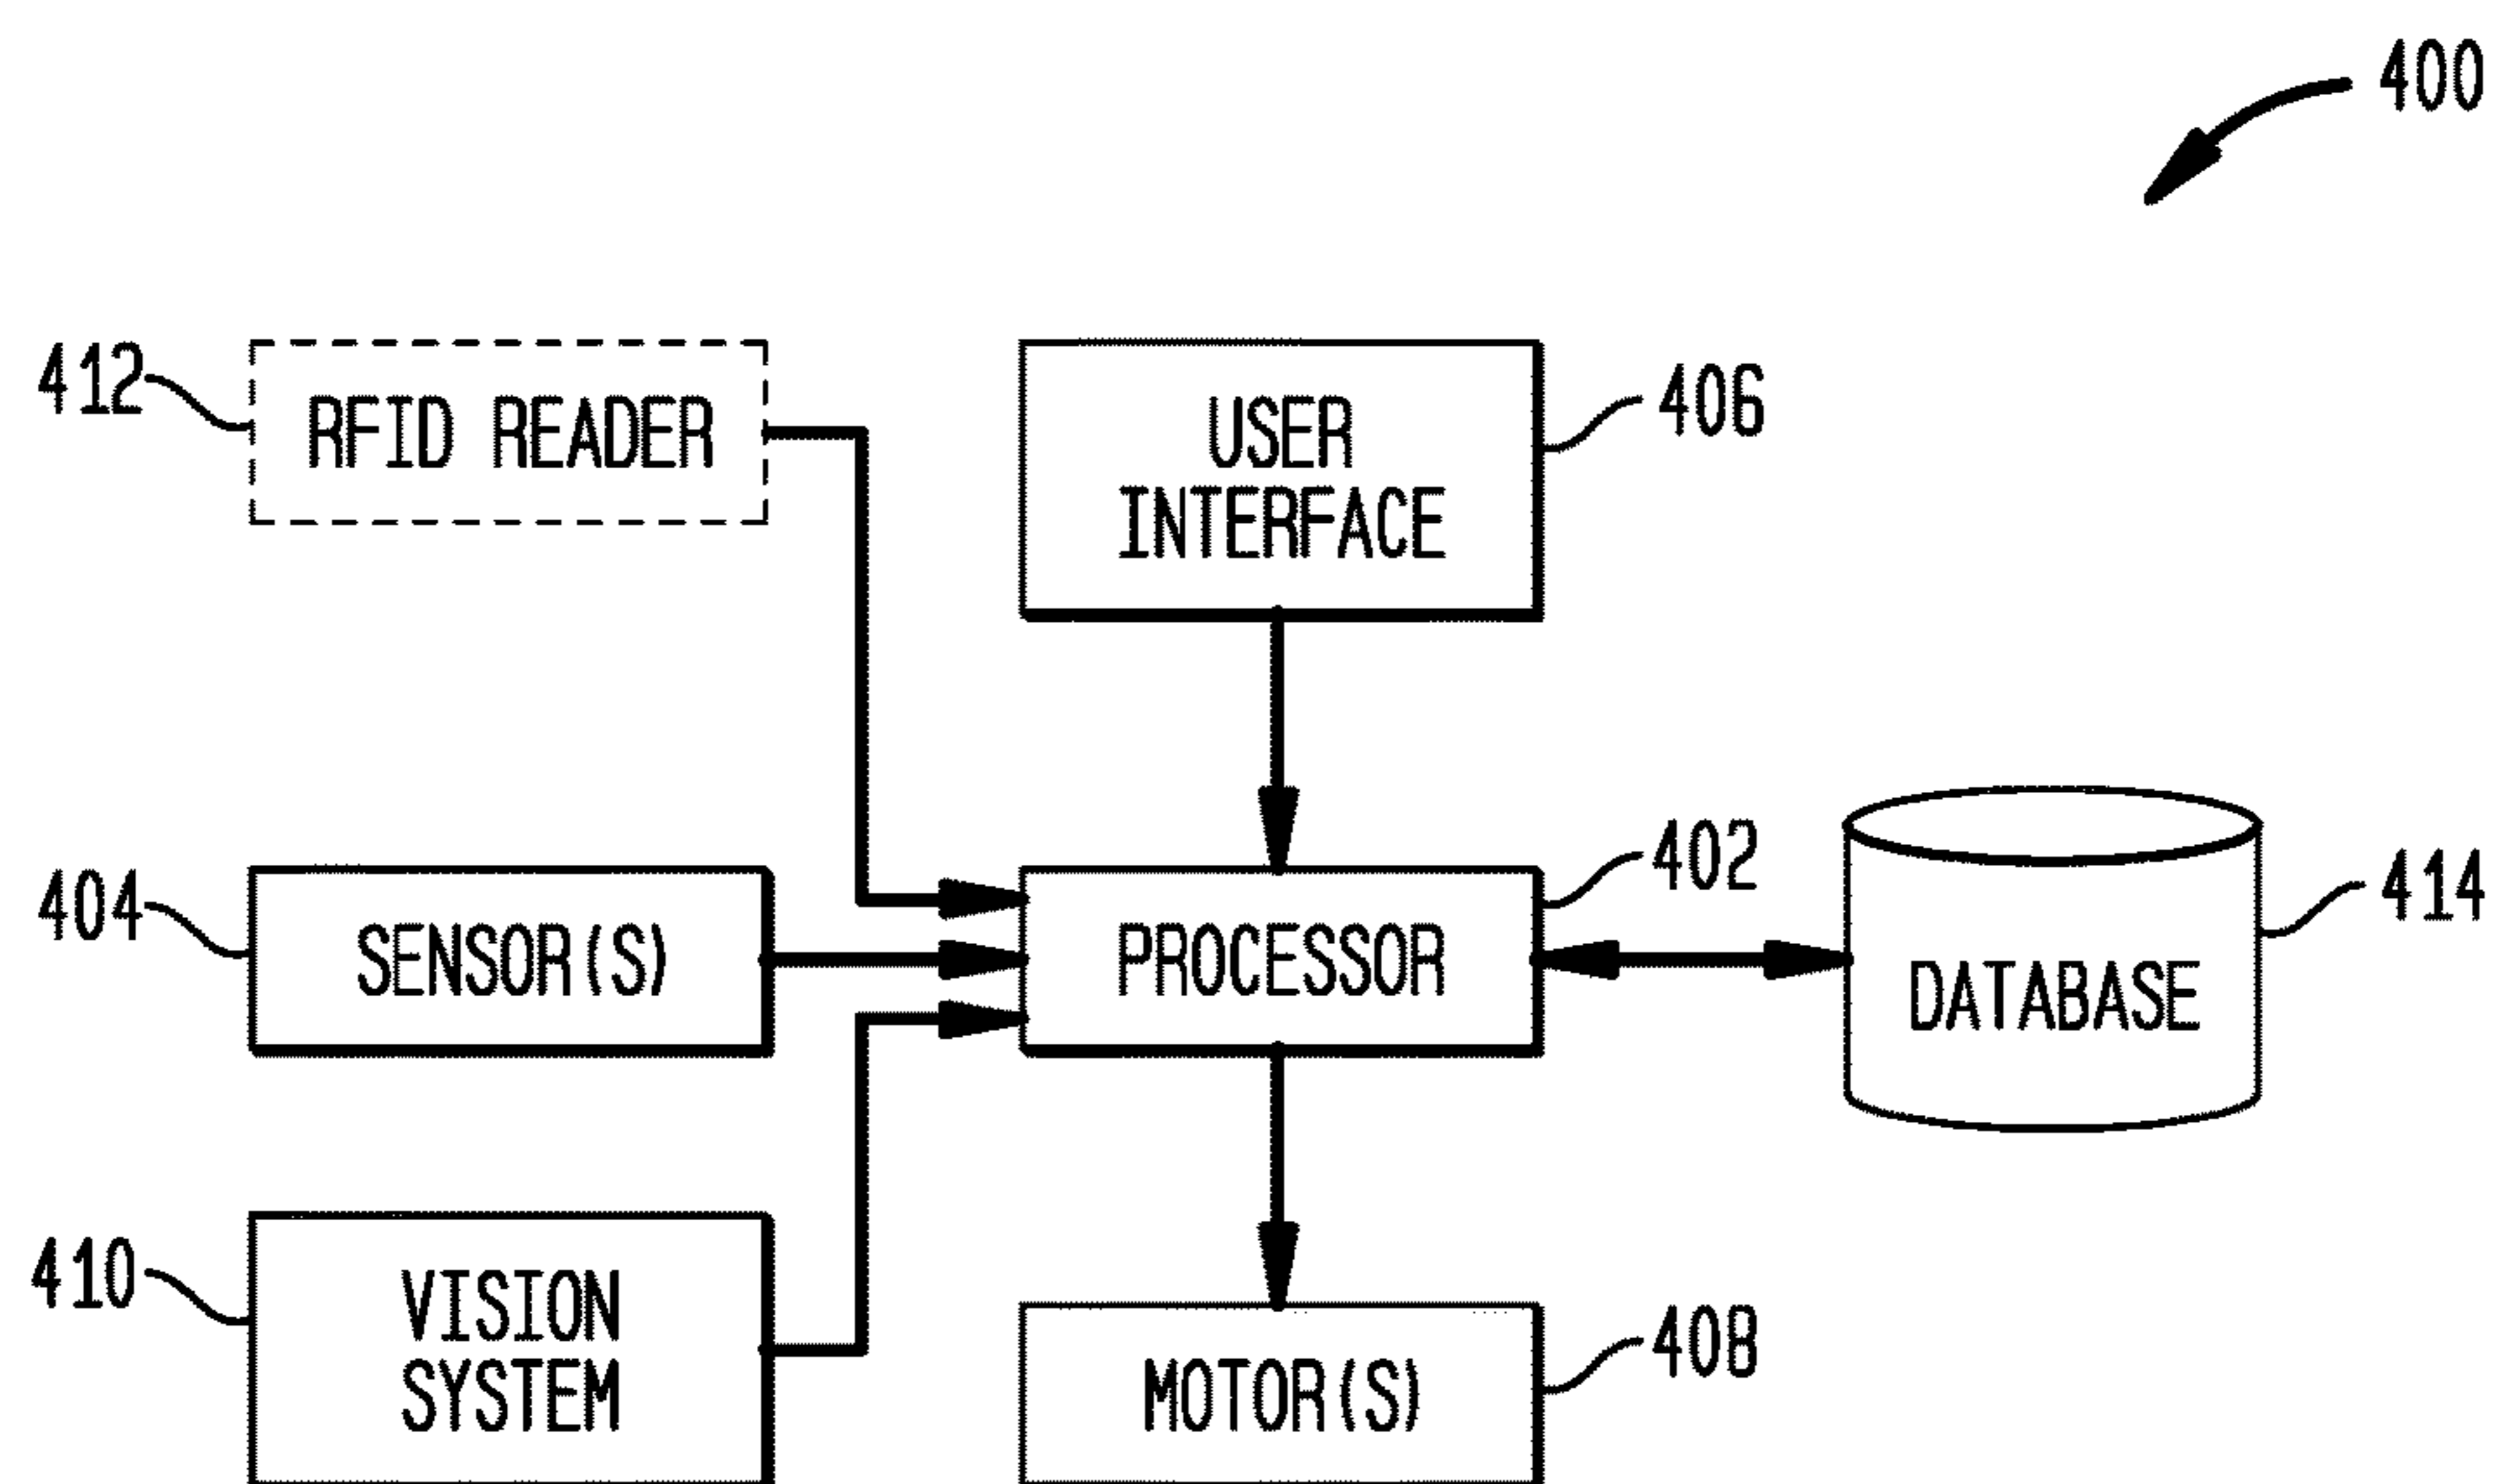 400
412
RFID READER
USER
INTERFACE
406
404
SENSOR(S)
PROCESSOR
402
DATABASE
414
410
VISION
SYSTEM
MOTOR(S)
408